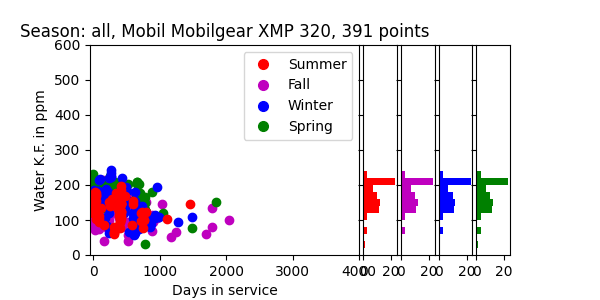 Season: all, Mobil Mobilgear XMP 320, 391 points
Water K.F. in ppm
600
500
400
300
200
100
0
Summer
Fall
Winter
Spring
0 1000 2000 3000 4000 20 0 20 0 20 0 20
Days in service